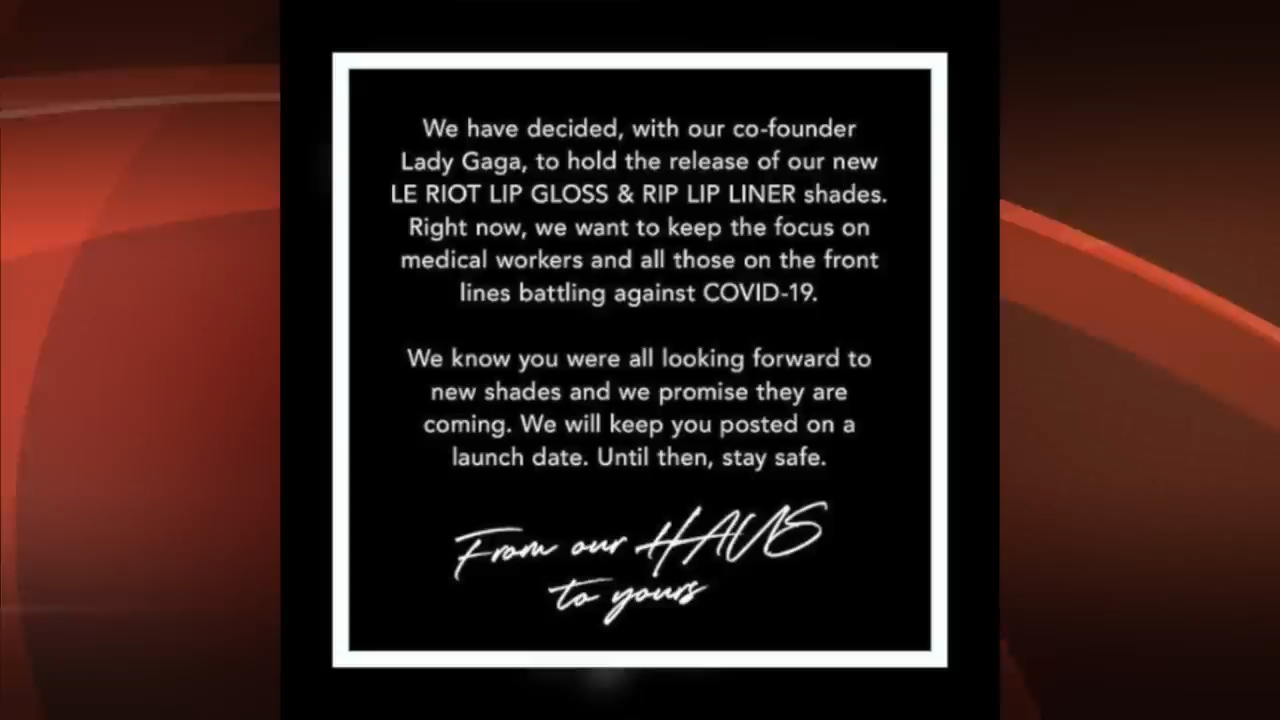 We have decided, with our co-founder
Lady Gaga, to hold the release of our new
LE RIOT LIP GLOSS & RIP LIP LINER shades.
Right now, we want to keep the focus on
medical workers and all those on the front
lines battling against COVID-19.
We know you were all looking forward to
new shades and we promise they are
coming. We will keep you posted on a
launch date. Until then, stay safe.
From our HAUS
to yours